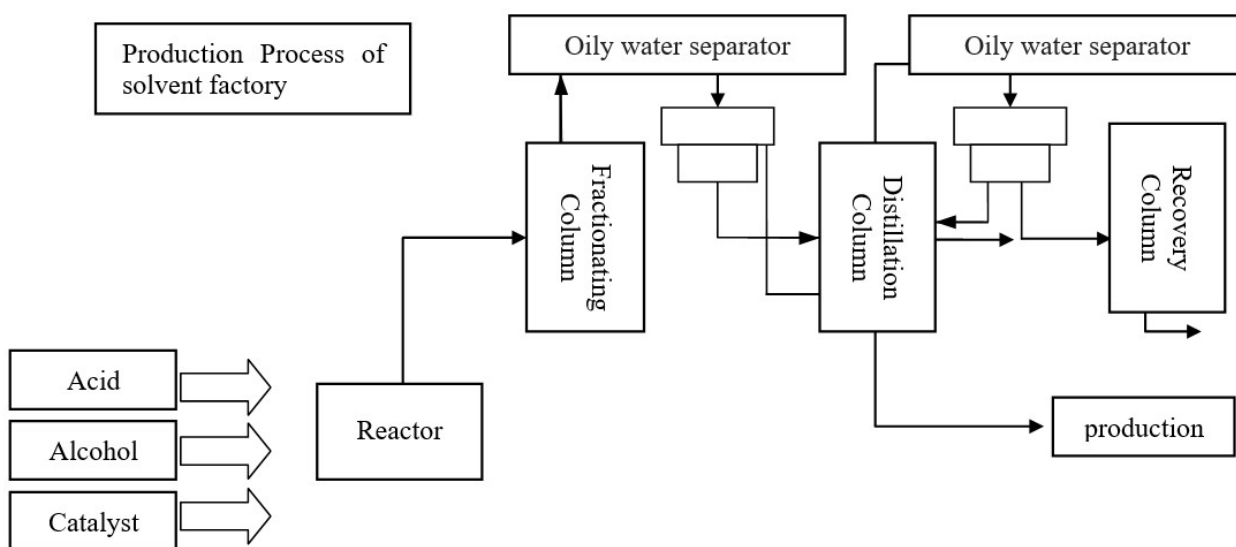 Production Process of
solvent factory
Oily water separator
Oily water separator
Fractionating
Column
Distillation
Column
Recovery
Column
Acid
Alcohol
Catalyst
Reactor
production